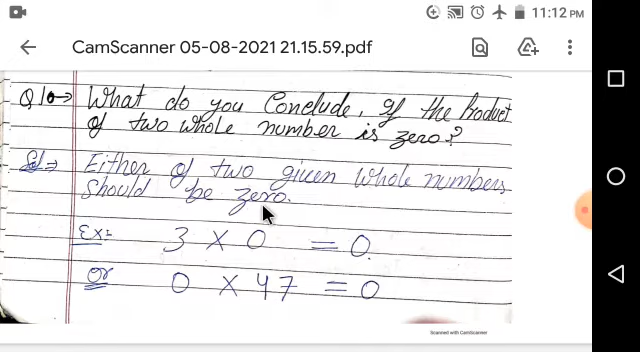 11:12 PM
CamScanner 05-08-2021 21.15.59.pdf
Q10→ What do you Conclude, If the Product
of two whole number is zero.?
Sol⇒ Either of two given whole numbers
should be zero.
Ex= 3 × 0 = 0.
or 0 × 47 = 0
Scanned with CamScanner